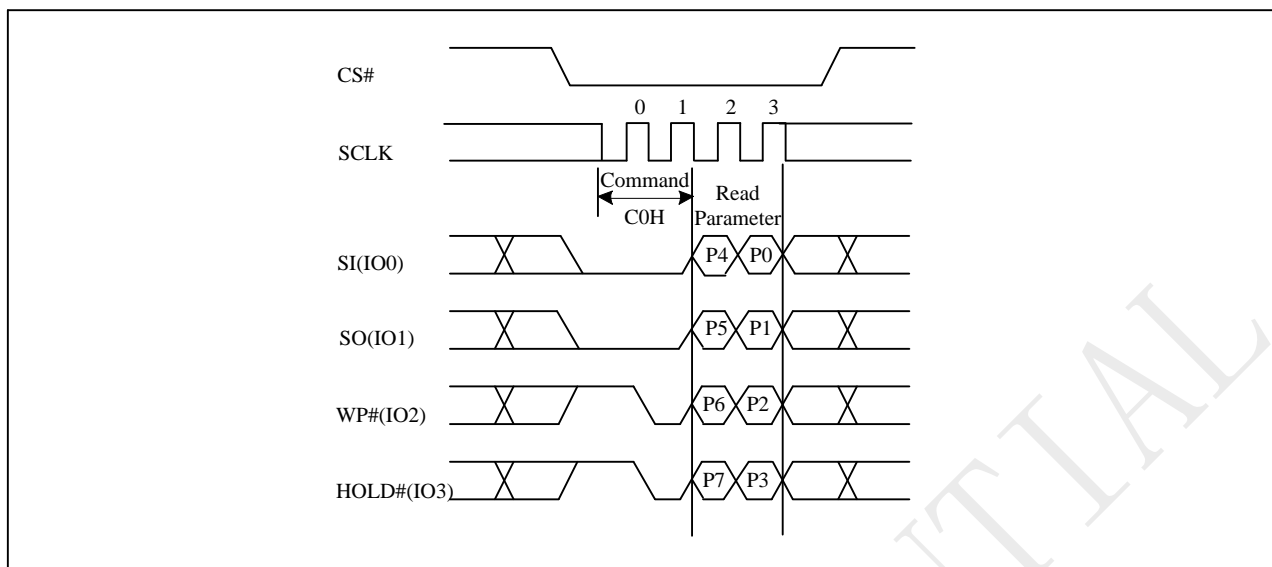 CS#
0 1 2 3
SCLK
Command
C0H
Read
Parameter
SI(IO0)
P4 P0
SO(IO1)
P5 P1
WP#(IO2)
P6 P2
HOLD#(IO3)
P7 P3
NTIAL